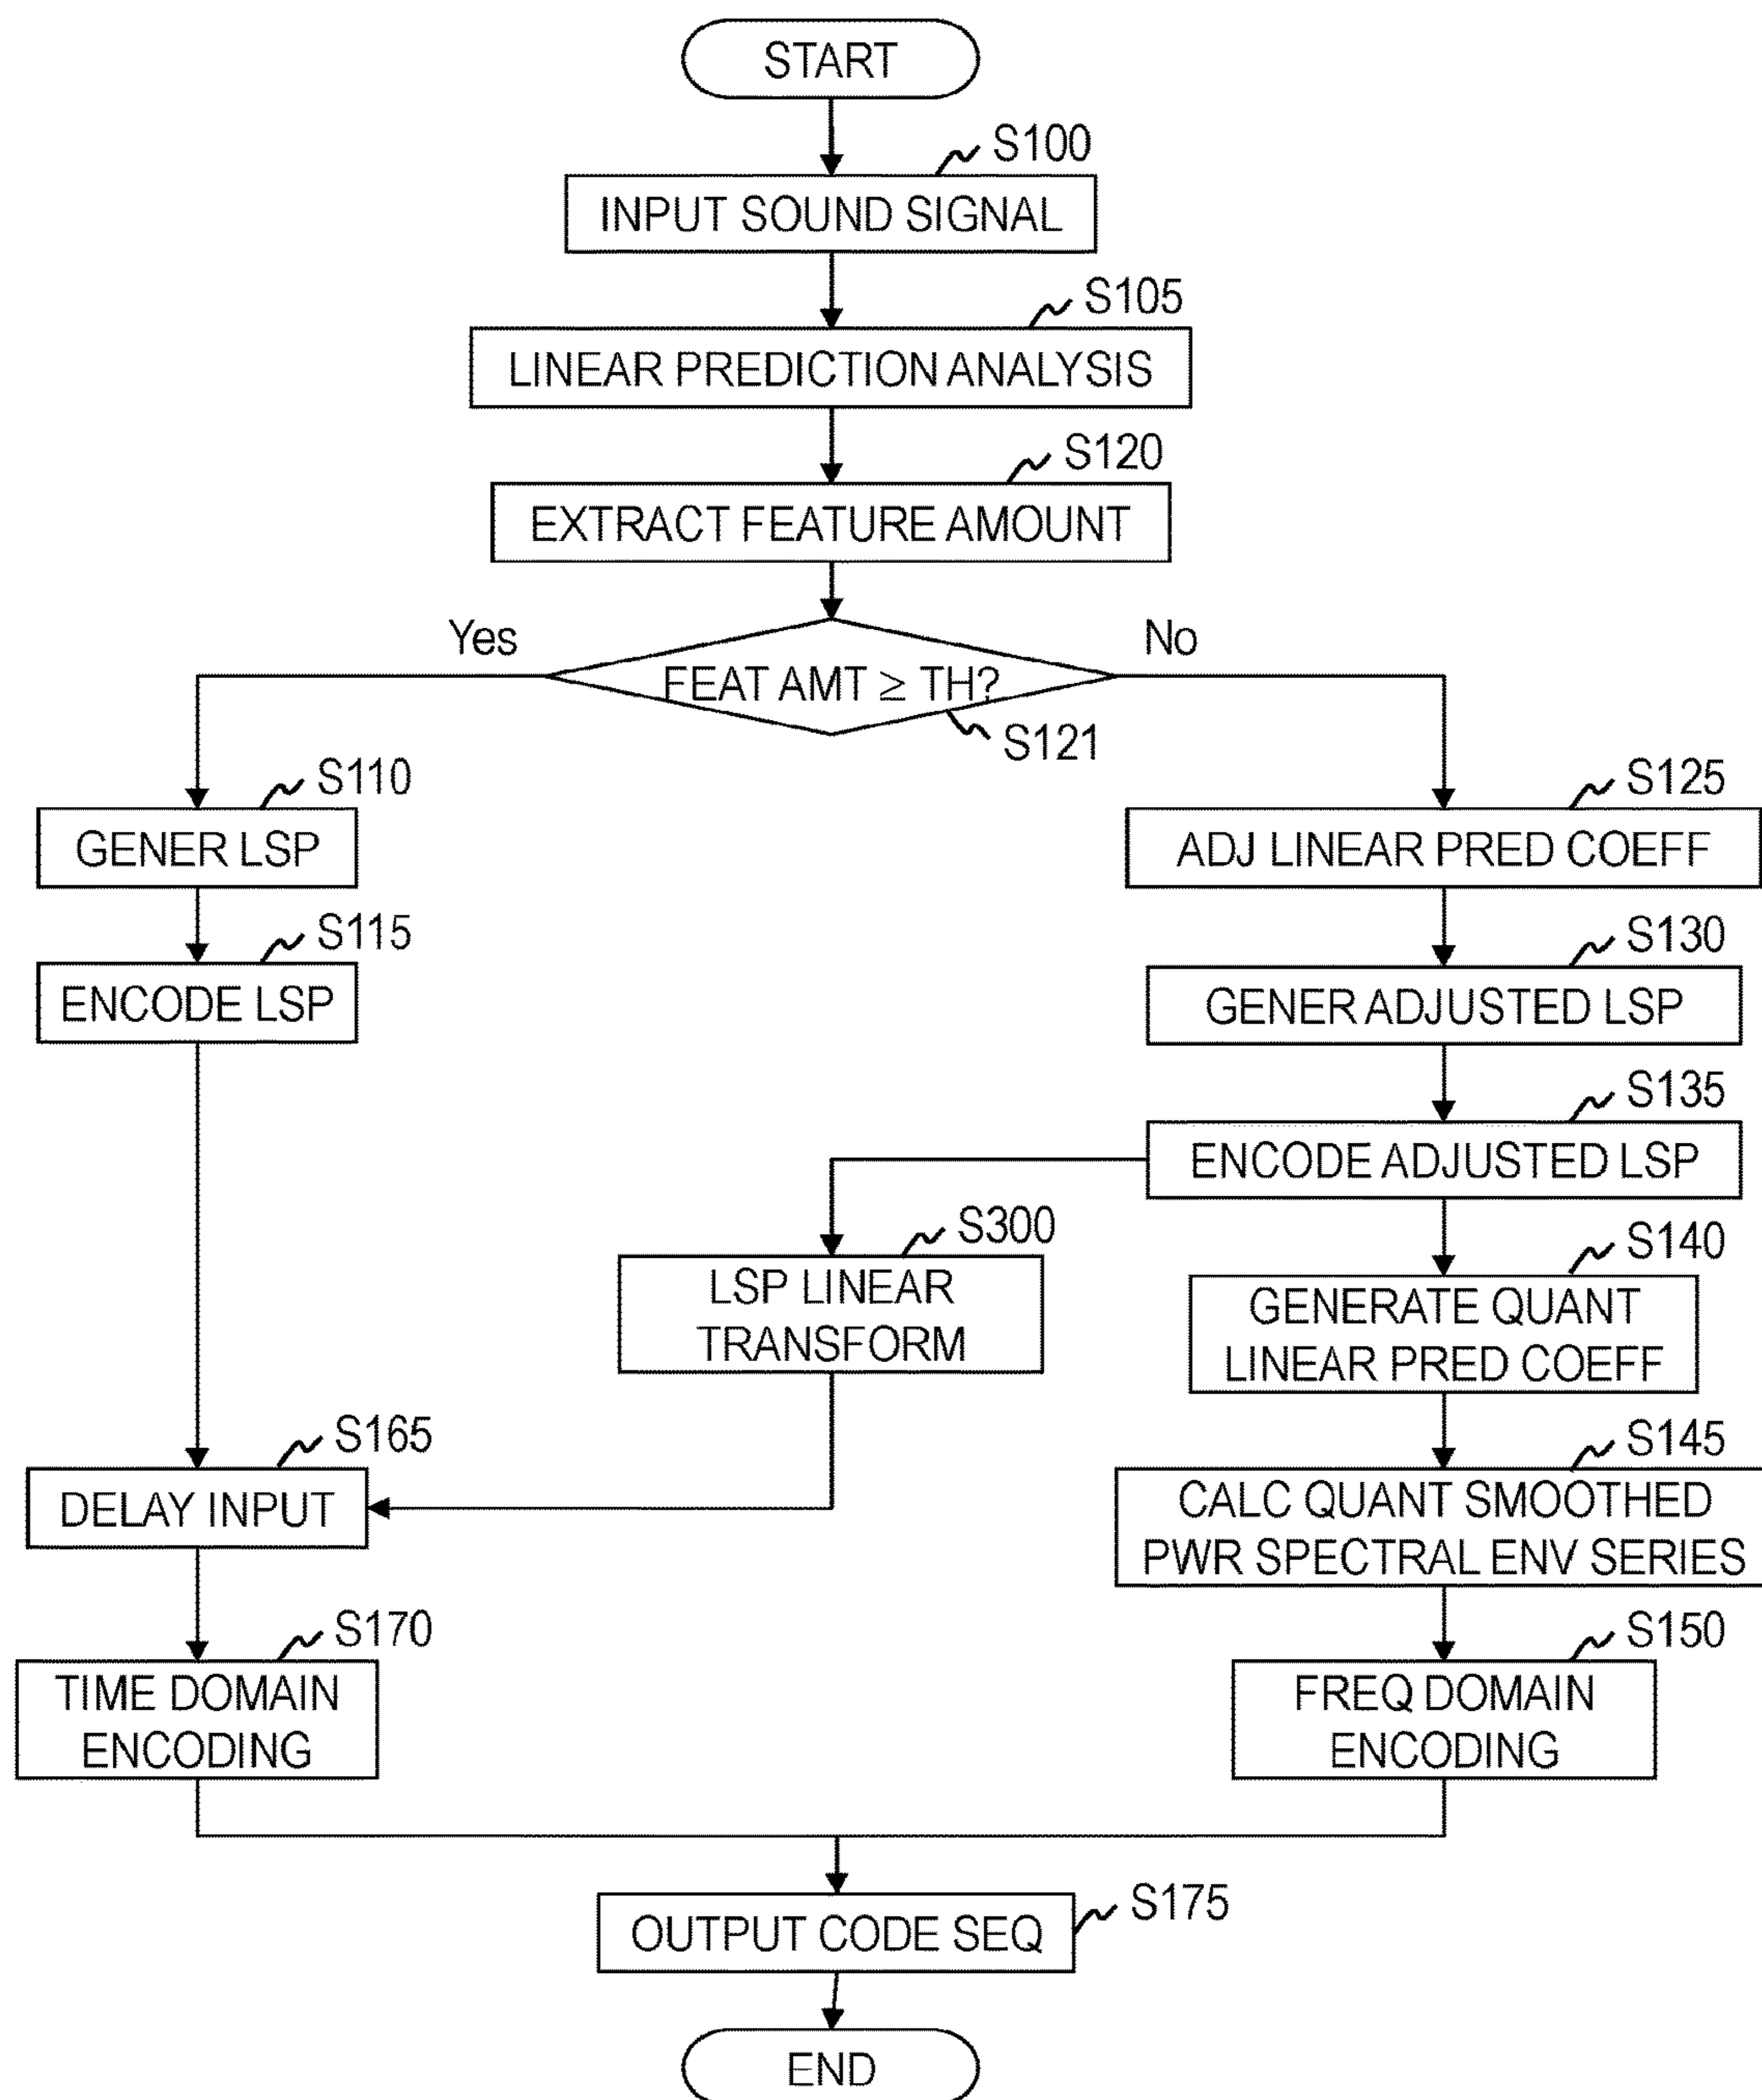 START
S100
INPUT SOUND SIGNAL
S105
LINEAR PREDICTION ANALYSIS
S120
EXTRACT FEATURE AMOUNT
Yes
No
FEAT AMT ≥ TH?
S121
S110
GENER LSP
S115
ENCODE LSP
S125
ADJ LINEAR PRED COEFF
S130
GENER ADJUSTED LSP
S135
ENCODE ADJUSTED LSP
S300
LSP LINEAR
TRANSFORM
S140
GENERATE QUANT
LINEAR PRED COEFF
S165
DELAY INPUT
S145
CALC QUANT SMOOTHED
PWR SPECTRAL ENV SERIES
S170
TIME DOMAIN
ENCODING
S150
FREQ DOMAIN
ENCODING
S175
OUTPUT CODE SEQ
END